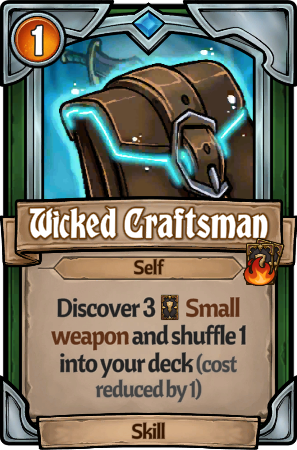 1
Wicked Craftsman
Self
Discover 3 Small
weapon and shuffle 1
into your deck (cost
reduced by 1)
Skill